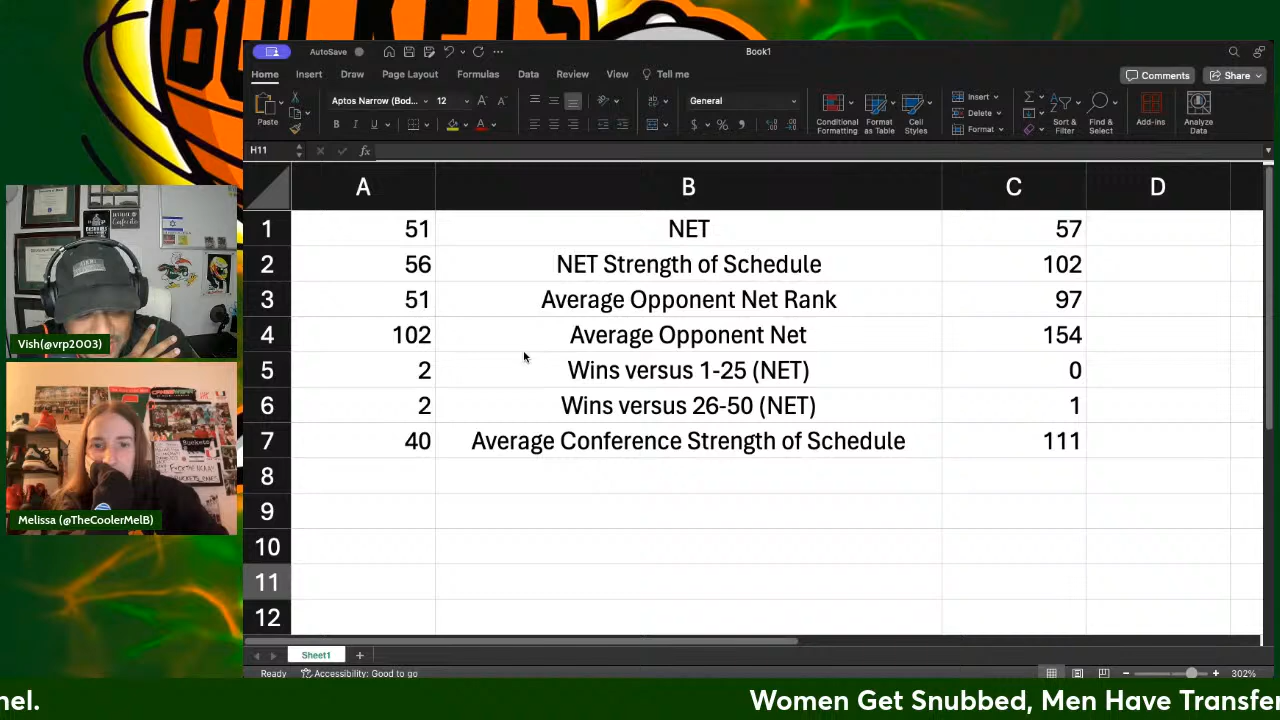 BUCKETS
AutoSave
Book1
Home Insert Draw Page Layout Formulas Data Review View Tell me
Comments Share
Paste
Aptos Narrow (Bod... 12
B I U
General
Conditional Formatting
Format as Table
Cell Styles
Insert
Delete
Format
Sort & Filter
Find & Select
Add-ins
Analyze Data
H11 fx
A B C D
1 51 NET 57
2 56 NET Strength of Schedule 102
3 51 Average Opponent Net Rank 97
4 102 Average Opponent Net 154
5 2 Wins versus 1-25 (NET) 0
6 2 Wins versus 26-50 (NET) 1
7 40 Average Conference Strength of Schedule 111
8
9
10
11
12
Sheet1 +
Ready Accessibility: Good to go
302%
Vish(@vrp2003)
Melissa (@TheCoolerMelB)
nel.
Women Get Snubbed, Men Have Transfer